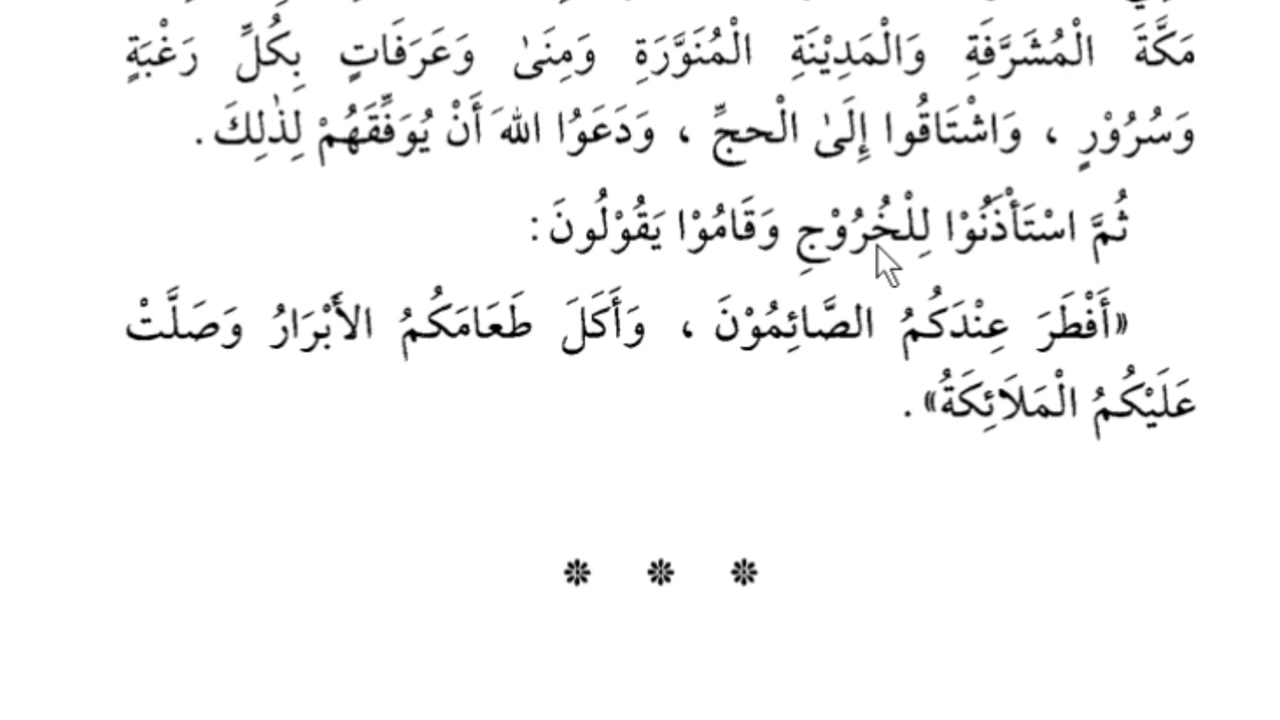 مَكَّةَ الْمُشَرَّفَةِ وَالْمَدِيْنَةِ الْمُنَوَّرَةِ وَمِنَىٰ وَعَرَفَاتٍ بِكُلِّ رَغْبَةٍ
وَسُرُوْرٍ ، وَاشْتَاقُوا إِلَىٰ الْحجِّ ، وَدَعَوُا اللهَ أَنْ يُوَفِّقَهُمْ لِذٰلِكَ .
ثُمَّ اسْتَأْذَنُوْا لِلْخُرُوْجِ وَقَامُوْا يَقُوْلُونَ :
«أَفْطَرَ عِنْدَكُمُ الصَّائِمُوْنَ ، وَأَكَلَ طَعَامَكُمُ الأَبْرَارُ وَصَلَّتْ
عَلَيْكُمُ الْمَلاَئِكَةُ» .